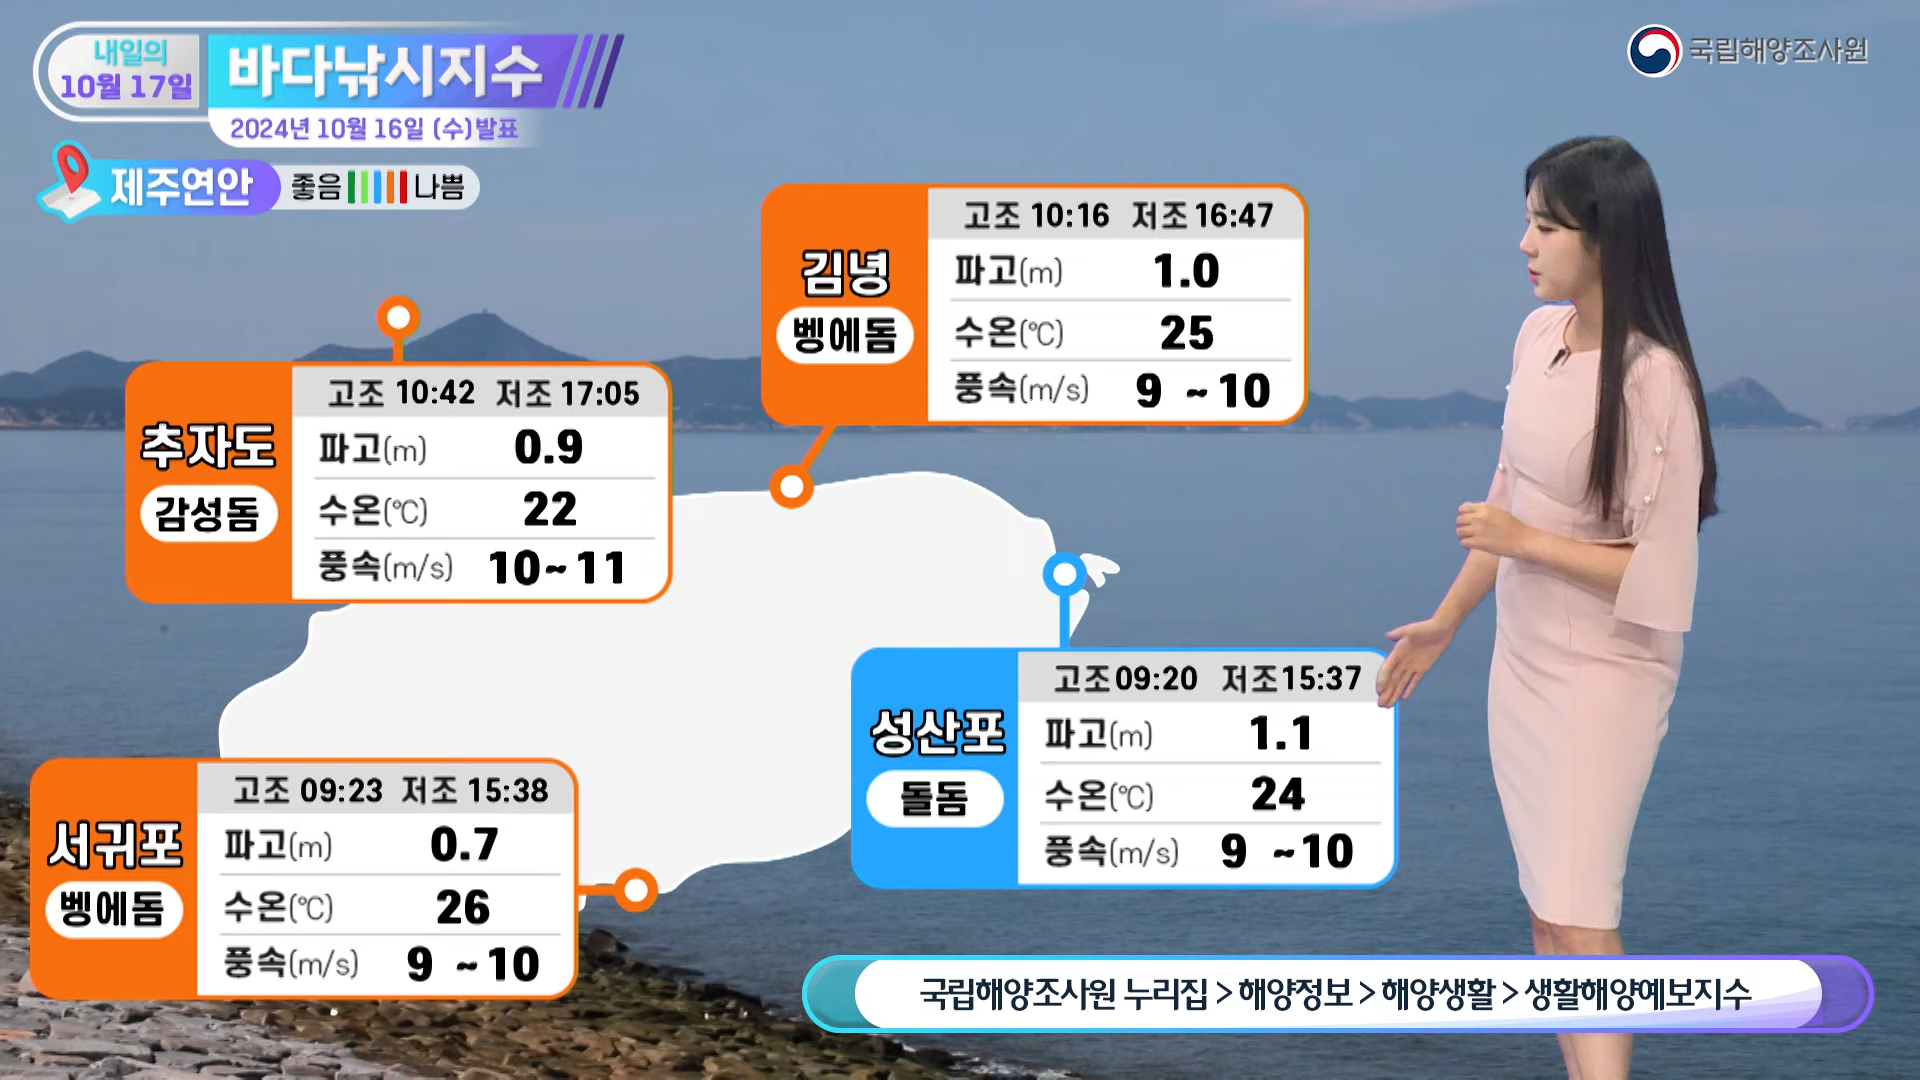 내일의
10월 17일
바다낚시지수
2024년 10월 16일 (수)발표
국립해양조사원
제주연안
좋음 나쁨
김녕
벵에돔
고조 10:16 저조 16:47
파고(m) 1.0
수온(℃) 25
풍속(m/s) 9 ~10
추자도
감성돔
고조 10:42 저조 17:05
파고(m) 0.9
수온(℃) 22
풍속(m/s) 10~11
성산포
돌돔
고조 09:20 저조 15:37
파고(m) 1.1
수온(℃) 24
풍속(m/s) 9 ~10
서귀포
벵에돔
고조 09:23 저조 15:38
파고(m) 0.7
수온(℃) 26
풍속(m/s) 9 ~10
국립해양조사원 누리집 > 해양정보 > 해양생활 > 생활해양예보지수